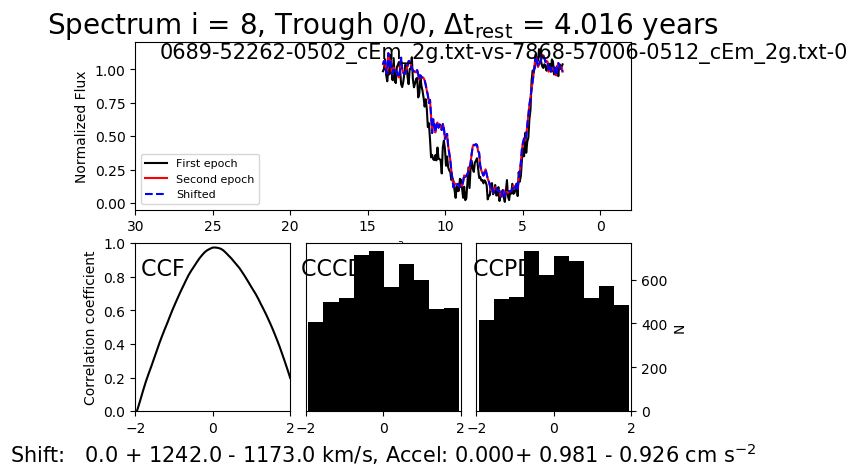 Spectrum i = 8, Trough 0/0, Δt_rest = 4.016 years
0689-52262-0502_cEm_2g.txt-vs-7868-57006-0512_cEm_2g.txt-0
Normalized Flux
1.00
0.75
0.50
0.25
0.00
First epoch
Second epoch
Shifted
30 25 20 15 10 5 0
Correlation coefficient
1.0
0.8
0.6
0.4
0.2
0.0
CCF
−2 0 2
CCCD
−2 0 2
CCPD
−2 0 2
600
400
200
0
N
Shift: 0.0 + 1242.0 - 1173.0 km/s, Accel: 0.000+ 0.981 - 0.926 cm s⁻²